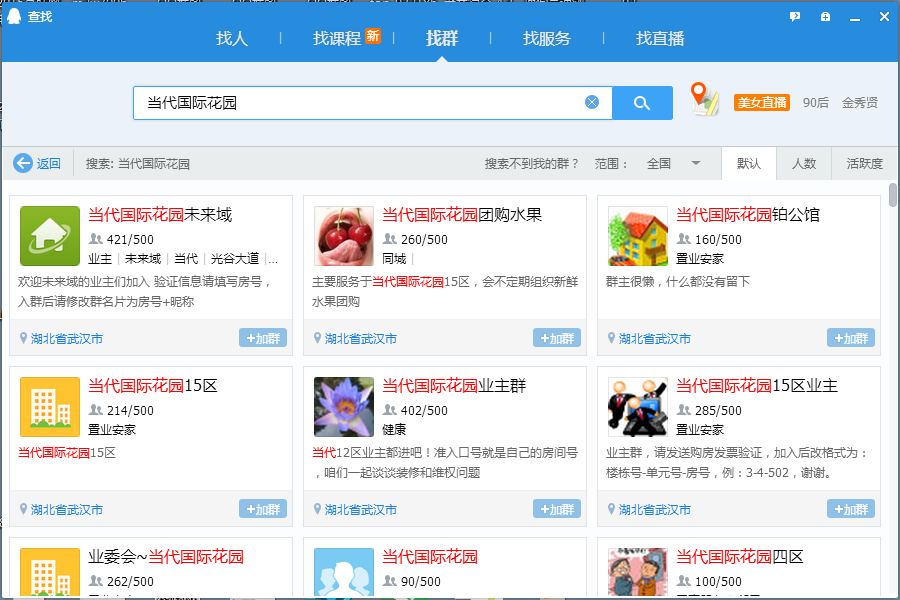 查找
找人 找课程 新 找群 找服务 找直播
当代国际花园
美女直播 90后 金秀贤
返回 搜索: 当代国际花园 搜索不到我的群？ 范围： 全国 默认 人数 活跃度
当代国际花园未来域
421/500
业主 未来域 当代 光谷大道 ...
欢迎未来域的业主们加入 验证信息请填写房号，
入群后请修改群名片为房号+昵称
湖北省武汉市 +加群
当代国际花园团购水果
260/500
同城
主要服务于当代国际花园15区，会不定期组织新鲜
水果团购
湖北省武汉市 +加群
当代国际花园铂公馆
160/500
置业安家
群主很懒，什么都没有留下
湖北省武汉市 +加群
当代国际花园15区
214/500
置业安家
当代国际花园15区
湖北省武汉市 +加群
当代国际花园业主群
402/500
健康
当代12区业主都进吧！准入口号就是自己的房间号
，咱们一起谈谈装修和维权问题
湖北省武汉市 +加群
当代国际花园15区业主
285/500
置业安家
业主群，请发送购房发票验证，加入后改格式为：
楼栋号-单元号-房号，例：3-4-502，谢谢。
湖北省武汉市 +加群
业委会~当代国际花园
262/500
当代国际花园
90/500
当代国际花园四区
100/500